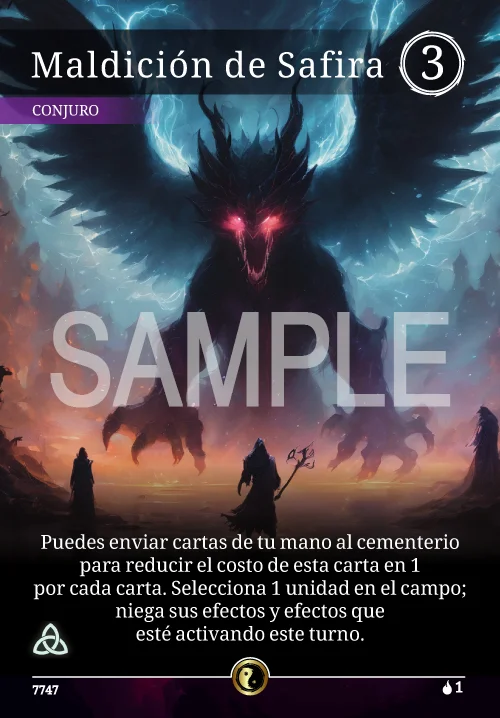 Maldición de Safira 3
CONJURO
SAMPLE
Puedes enviar cartas de tu mano al cementerio
para reducir el costo de esta carta en 1
por cada carta. Selecciona 1 unidad en el campo;
niega sus efectos y efectos que
esté activando este turno.
7747 1